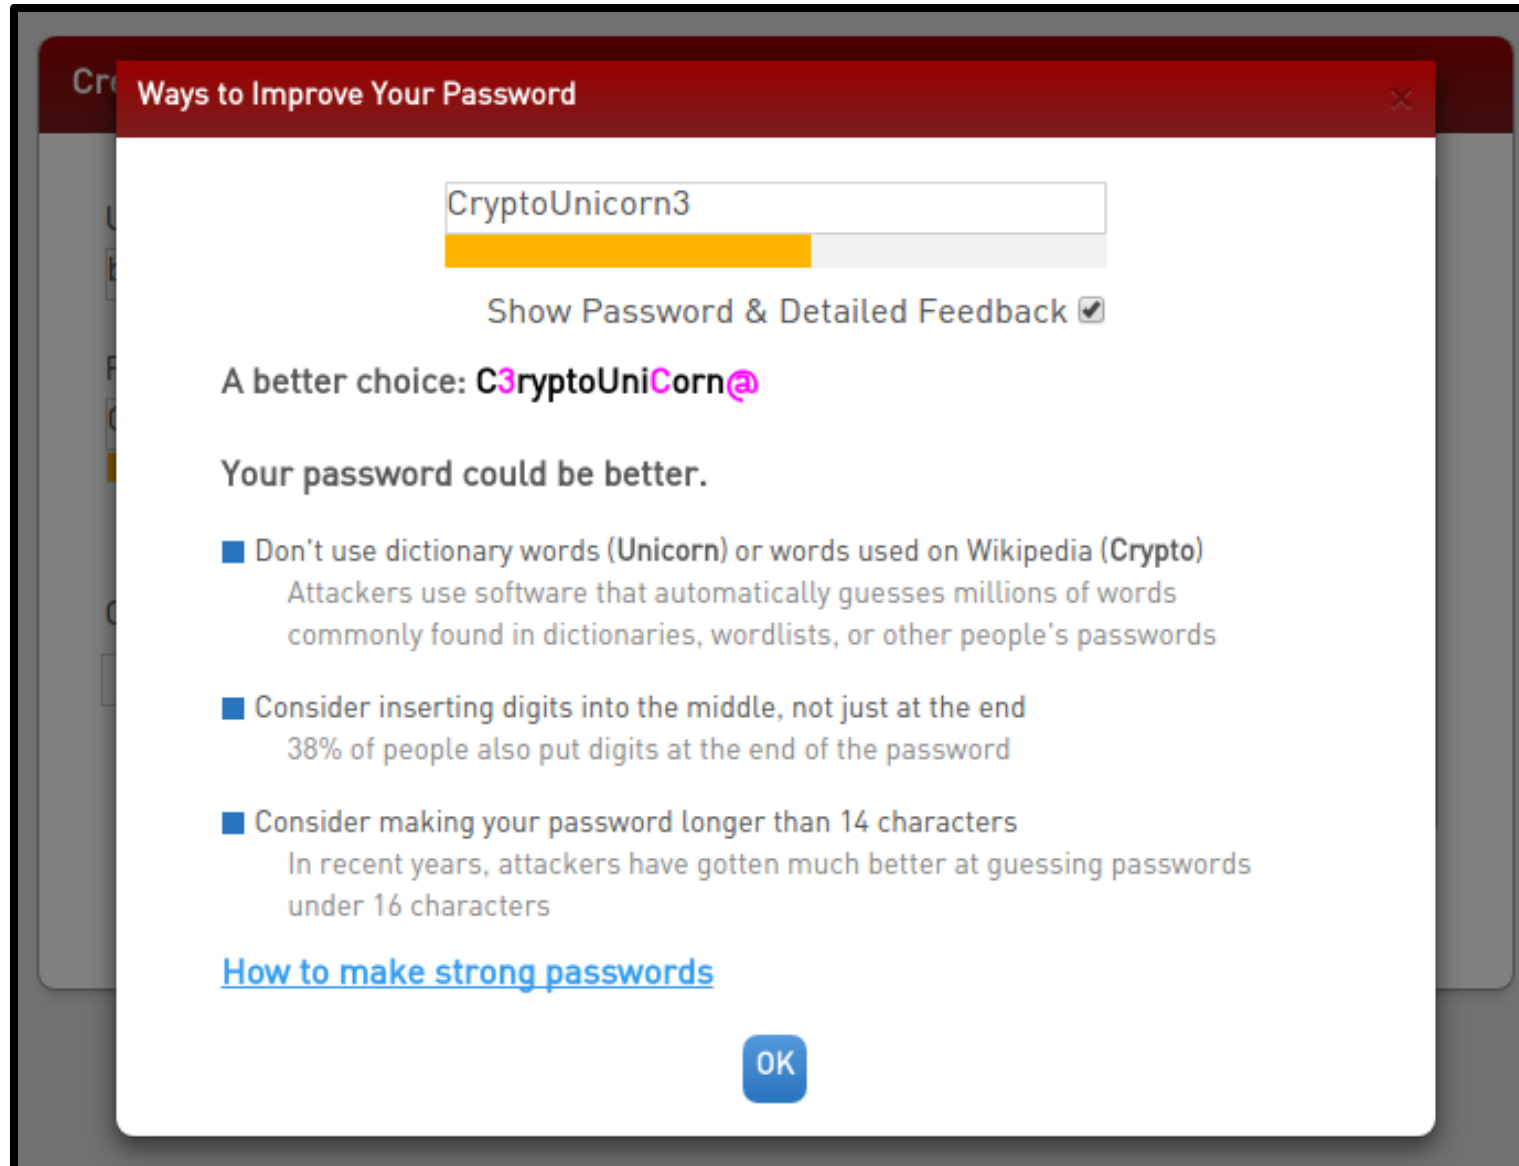 Cre
Ways to Improve Your Password
×
CryptoUnicorn3
Show Password & Detailed Feedback
A better choice: C3ryptoUniCorn@
Your password could be better.
Don't use dictionary words (Unicorn) or words used on Wikipedia (Crypto)
Attackers use software that automatically guesses millions of words
commonly found in dictionaries, wordlists, or other people's passwords
Consider inserting digits into the middle, not just at the end
38% of people also put digits at the end of the password
Consider making your password longer than 14 characters
In recent years, attackers have gotten much better at guessing passwords
under 16 characters
How to make strong passwords
OK